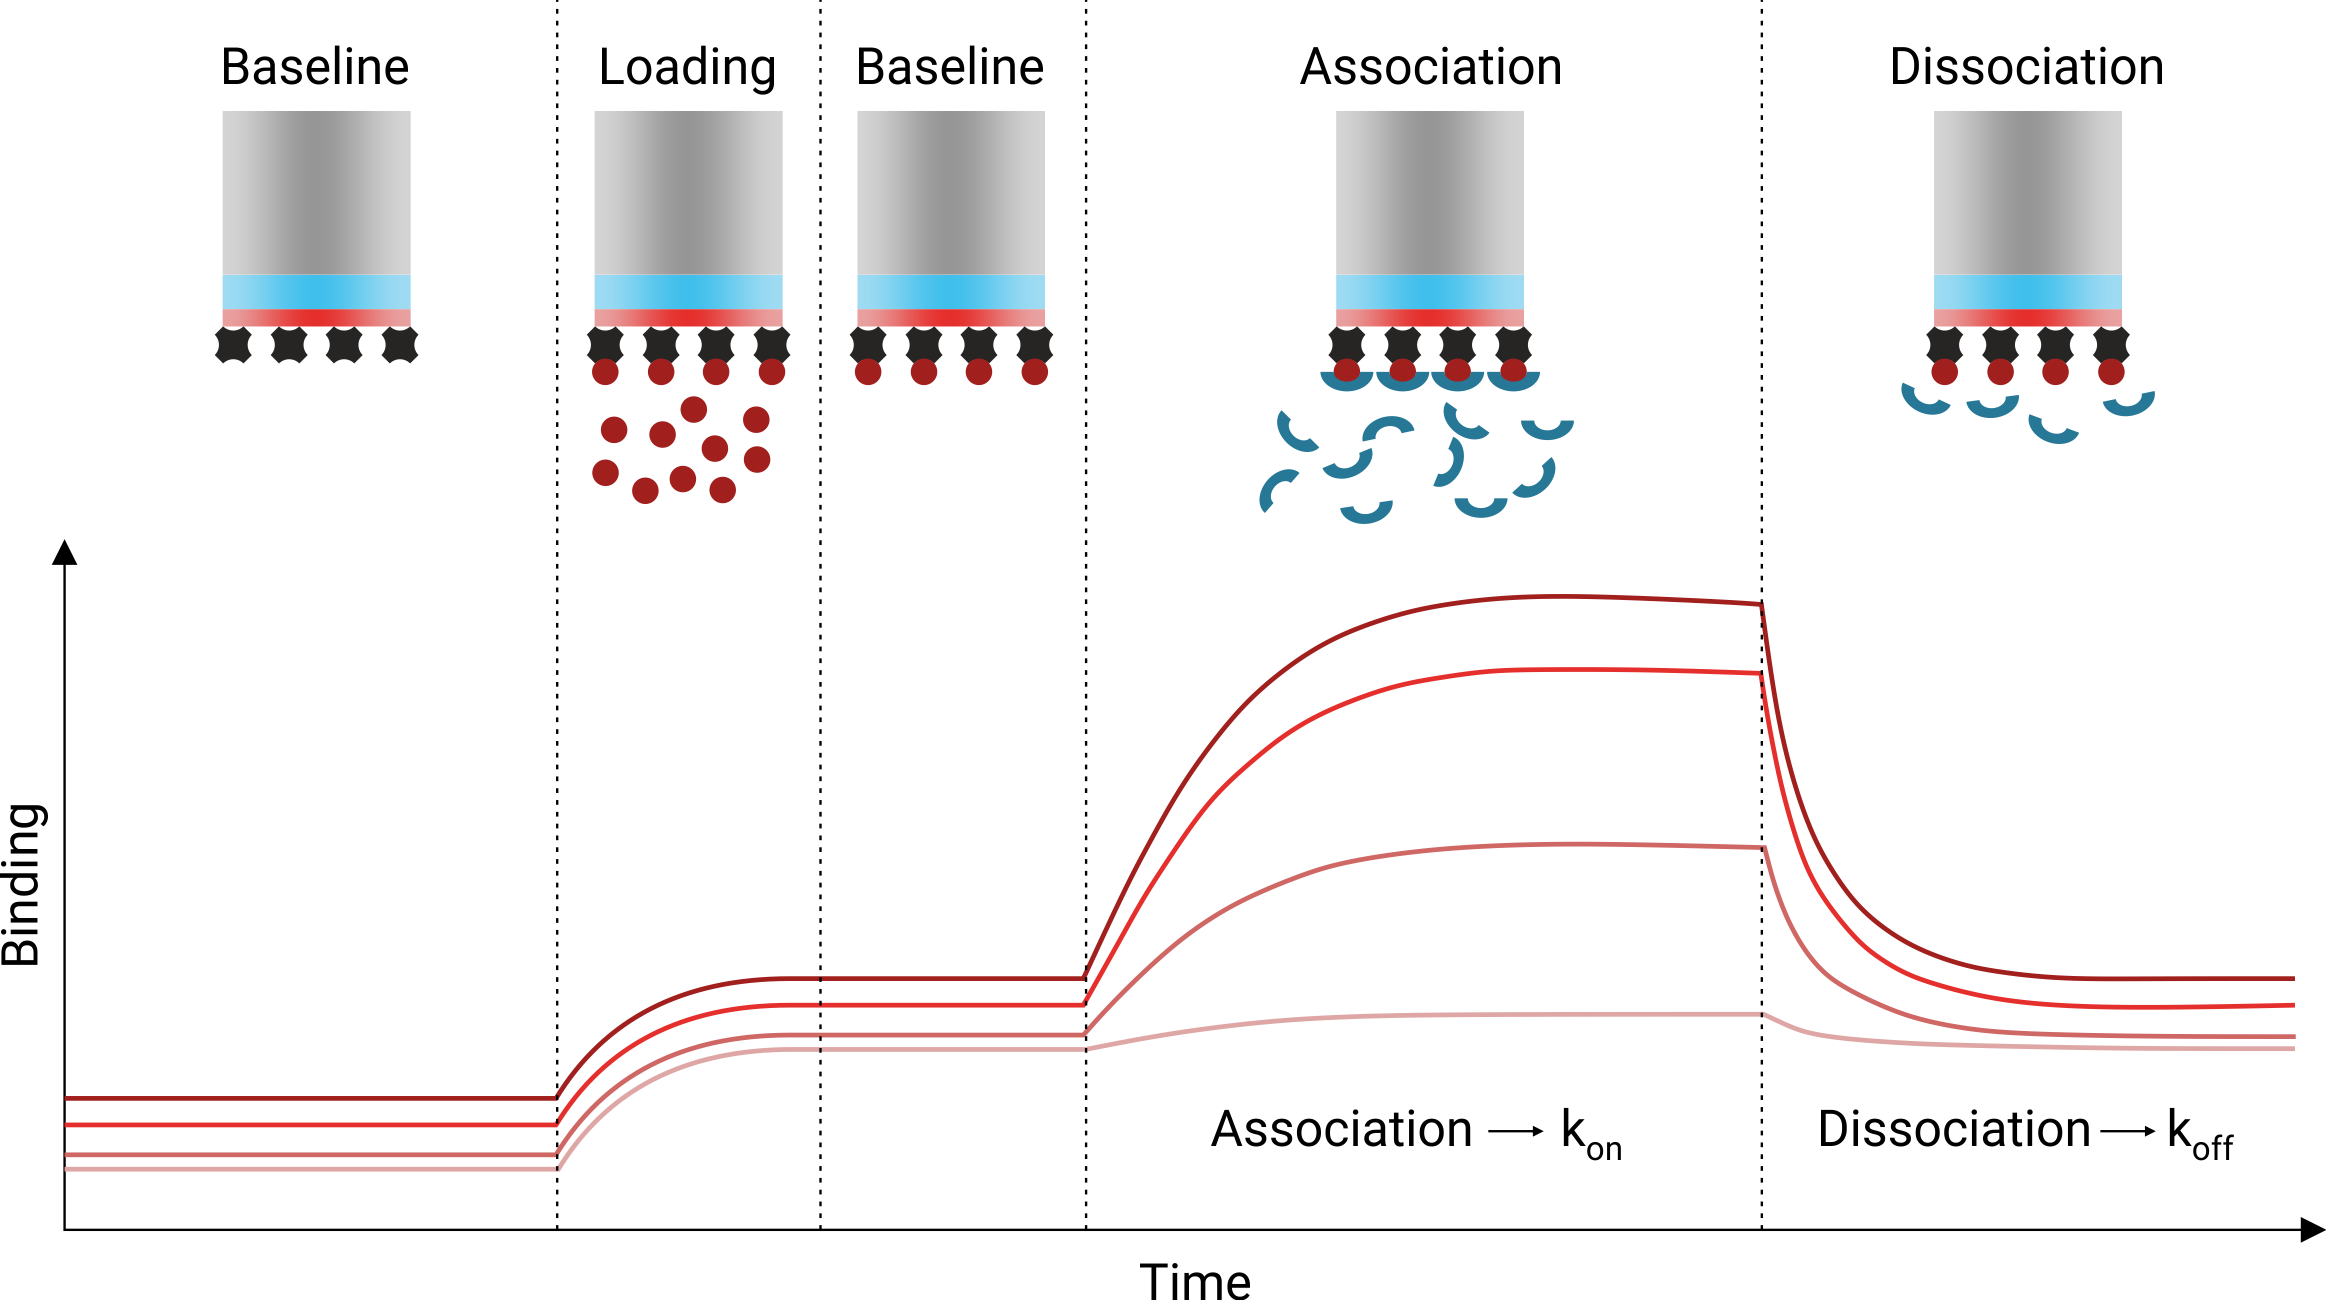 Baseline
Loading
Baseline
Association
Dissociation
Binding
Association → kon
Dissociation → koff
Time